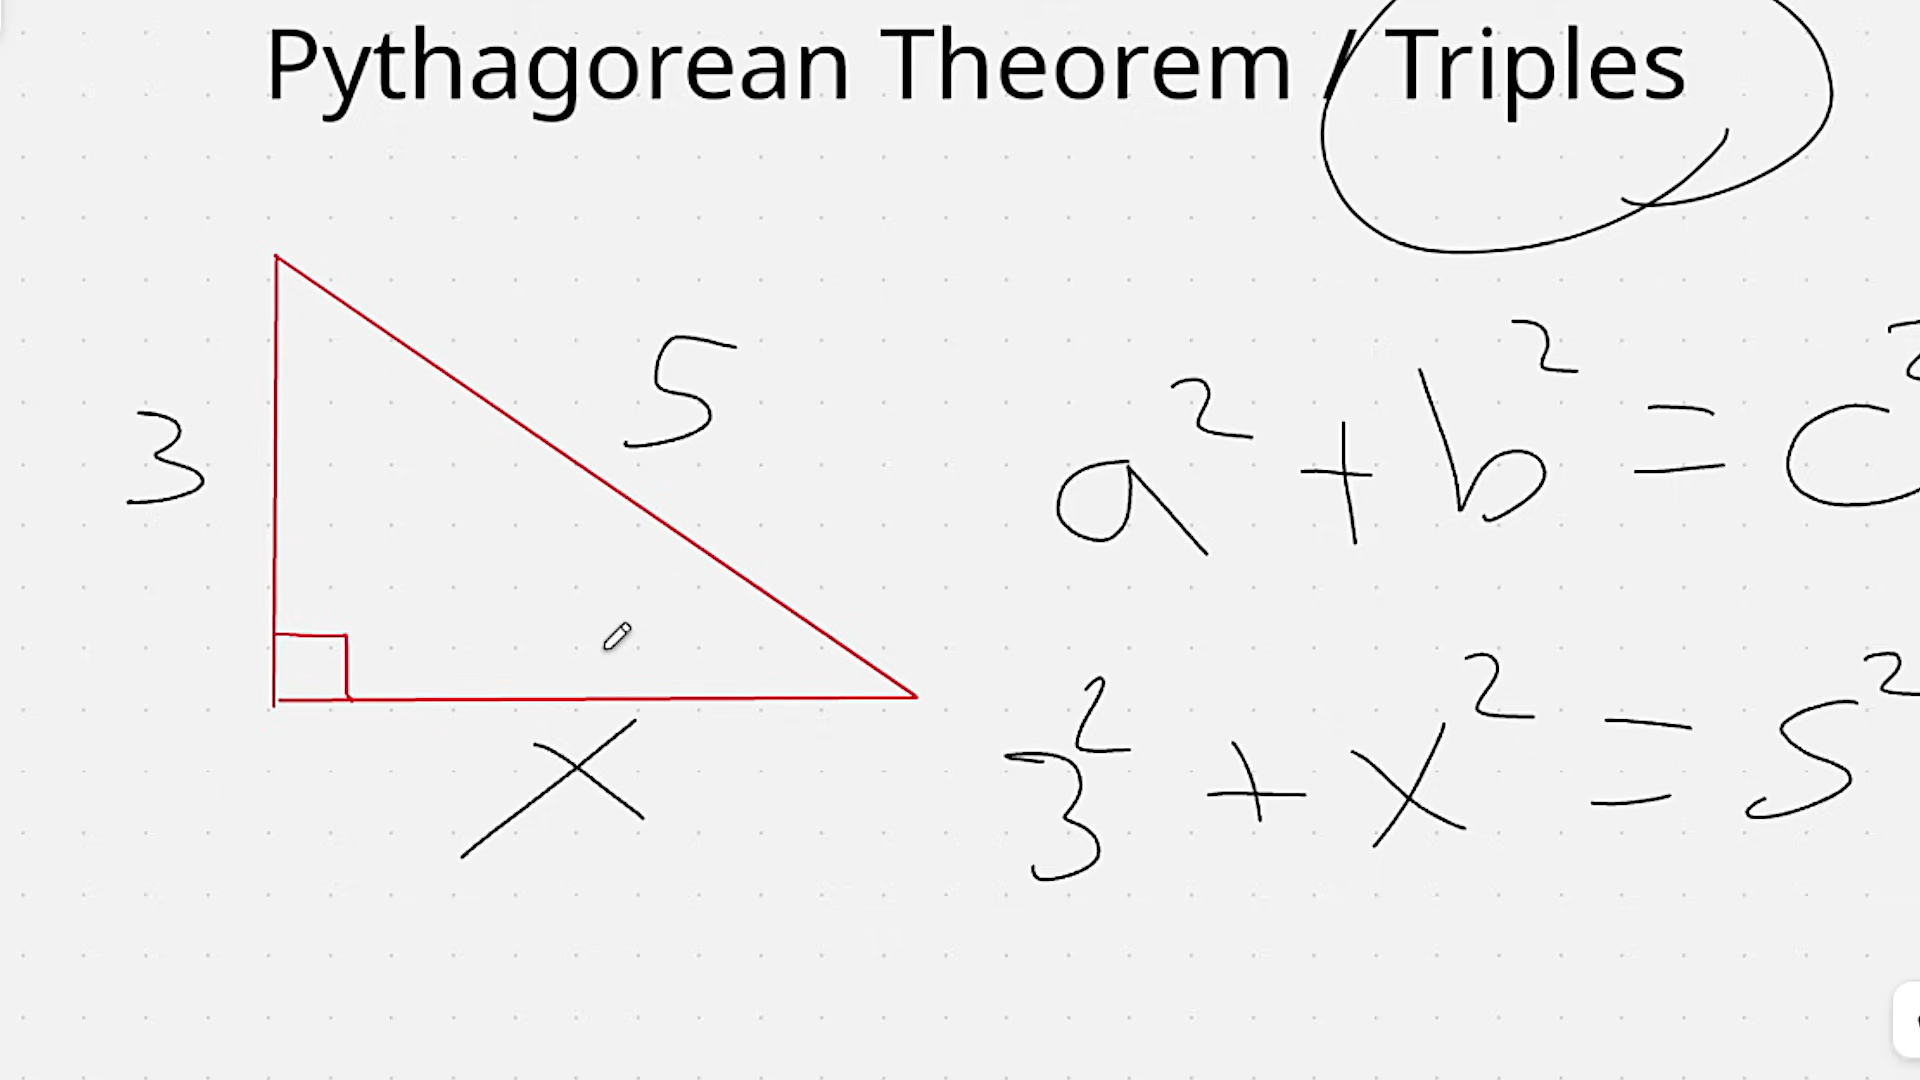 Pythagorean Theorem / Triples
5
3
a² + b² = c²
x
3² + x² = 5²